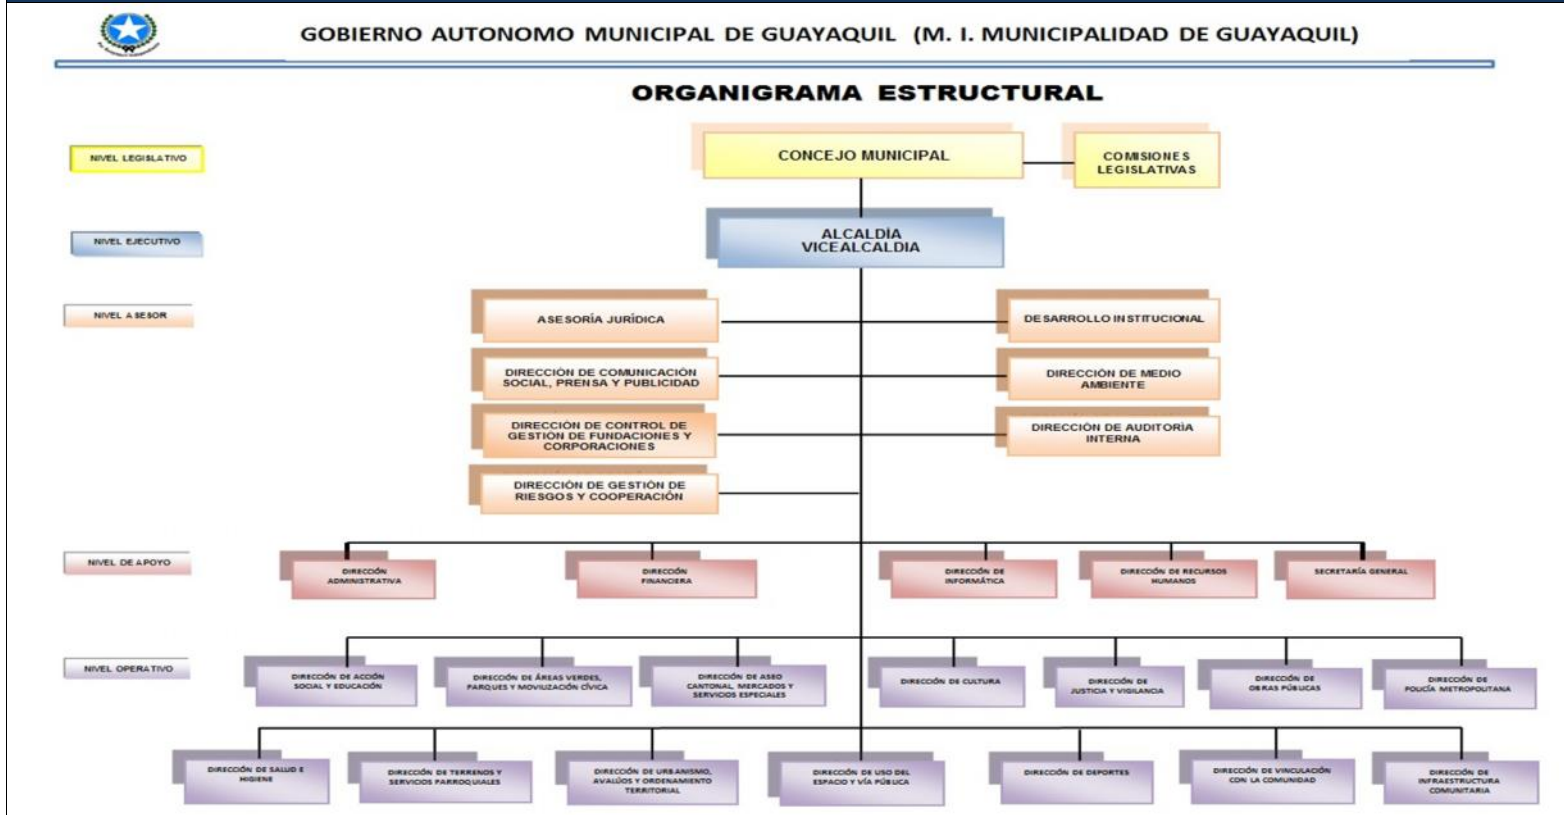 GOBIERNO AUTONOMO MUNICIPAL DE GUAYAQUIL (M. I. MUNICIPALIDAD DE GUAYAQUIL)
ORGANIGRAMA ESTRUCTURAL
NIVEL LEGISLATIVO
CONCEJO MUNICIPAL
COMISIONES
LEGISLATIVAS
NIVEL EJECUTIVO
ALCALDÍA
VICEALCALDIA
NIVEL ASESOR
ASESORÍA JURÍDICA
DESARROLLO INSTITUCIONAL
DIRECCIÓN DE COMUNICACIÓN
SOCIAL, PRENSA Y PUBLICIDAD
DIRECCIÓN DE MEDIO
AMBIENTE
DIRECCIÓN DE CONTROL DE
GESTIÓN DE FUNDACIONES Y
CORPORACIONES
DIRECCIÓN DE AUDITORÌA
INTERNA
DIRECCIÓN DE GESTIÓN DE
RIESGOS Y COOPERACIÓN
NIVEL DE APOYO
DIRECCIÓN
ADMINISTRATIVA
DIRECCIÓN
FINANCIERA
DIRECCIÓN DE
INFORMÁTICA
DIRECCIÓN DE RECURSOS
HUMANOS
SECRETARÍA GENERAL
NIVEL OPERATIVO
DIRECCIÓN DE ACCIÓN
SOCIAL Y EDUCACIÓN
DIRECCIÓN DE ÁREAS VERDES,
PARQUES Y MOVILIZACIÓN CÍVICA
DIRECCIÓN DE ASEO
CANTONAL, MERCADOS Y
SERVICIOS ESPECIALES
DIRECCIÓN DE CULTURA
DIRECCIÓN DE
JUSTICIA Y VIGILANCIA
DIRECCIÓN DE
OBRAS PÚBLICAS
DIRECCIÓN DE
POLICÍA METROPOLITANA
DIRECCIÓN DE SALUD E
HIGIENE
DIRECCIÓN DE TERRENOS Y
SERVICIOS PARROQUIALES
DIRECCIÓN DE URBANISMO,
AVALÚOS Y ORDENAMIENTO
TERRITORIAL
DIRECCIÓN DE USO DEL
ESPACIO Y VÍA PÚBLICA
DIRECCIÓN DE DEPORTES
DIRECCIÓN DE VINCULACIÓN
CON LA COMUNIDAD
DIRECCIÓN DE
INFRAESTRUCTURA
COMUNITARIA